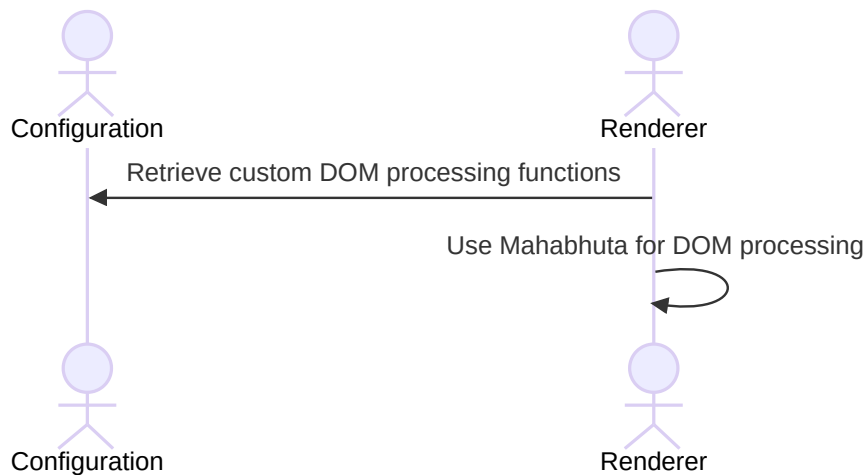 Configuration
Renderer
Retrieve custom DOM processing functions
Use Mahabhuta for DOM processing
Configuration
Renderer